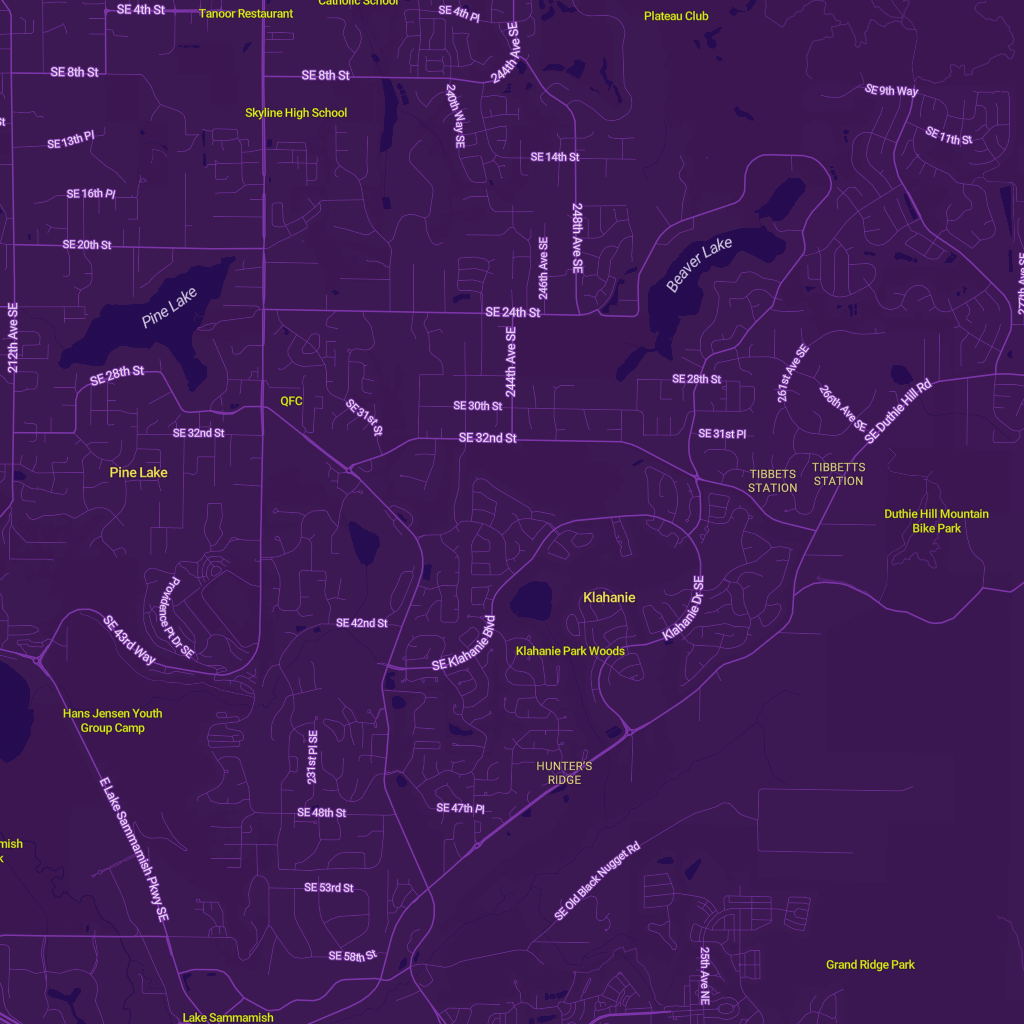 SE 4th St
Tanoor Restaurant
Catholic School
SE 4th Pl
Plateau Club
244th Ave SE
SE 8th St
SE 8th St
240th Way SE
SE 9th Way
Skyline High School
SE 11th St
St
SE 13th Pl
SE 14th St
SE 16th Pl
248th Ave SE
SE 20th St
246th Ave SE
Beaver Lake
277th Ave SE
Pine Lake
212th Ave SE
SE 24th St
244th Ave SE
SE 28th St
SE 28th St
261st Ave SE
266th Ave SE
SE Duthie Hill Rd
QFC
SE 31st St
SE 30th St
SE 32nd St
SE 32nd St
SE 31st Pl
Pine Lake
TIBBETS
STATION
TIBBETTS
STATION
Duthie Hill Mountain
Bike Park
Providence Pt Dr SE
Klahanie
Klahanie Dr SE
SE 43rd Way
SE 42nd St
SE Klahanie Blvd
Klahanie Park Woods
Hans Jensen Youth
Group Camp
231st Pl SE
HUNTER'S
RIDGE
E Lake Sammamish Pkwy SE
SE 48th St
SE 47th Pl
mish
k
SE Old Black Nugget Rd
SE 53rd St
SE 58th St
25th Ave NE
Grand Ridge Park
Lake Sammamish